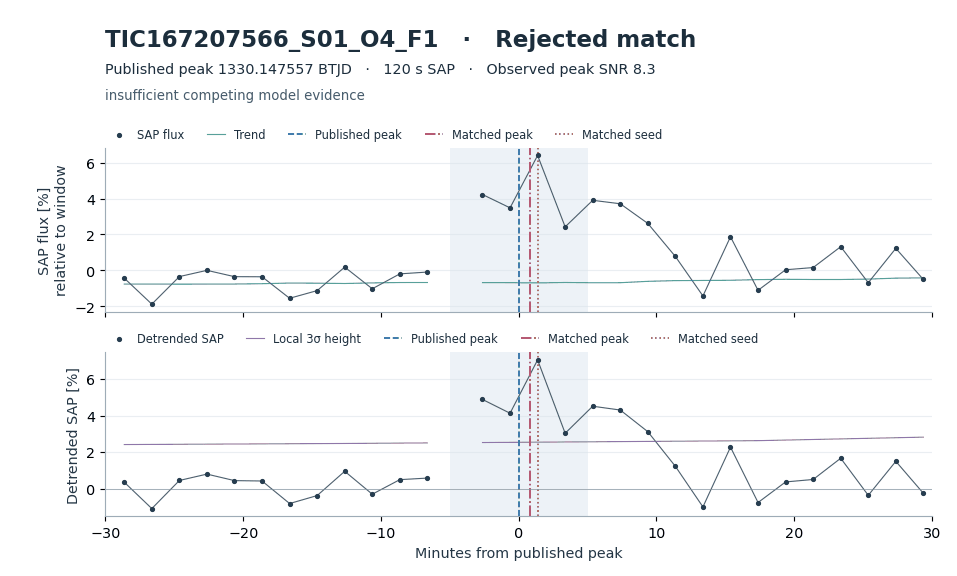 TIC167207566_S01_O4_F1 · Rejected match
Published peak 1330.147557 BTJD · 120 s SAP · Observed peak SNR 8.3
insufficient competing model evidence
SAP flux Trend Published peak Matched peak Matched seed
SAP flux [%]
relative to window
6
4
2
0
−2
Detrended SAP Local 3σ height Published peak Matched peak Matched seed
Detrended SAP [%]
6
4
2
0
−30 −20 −10 0 10 20 30
Minutes from published peak